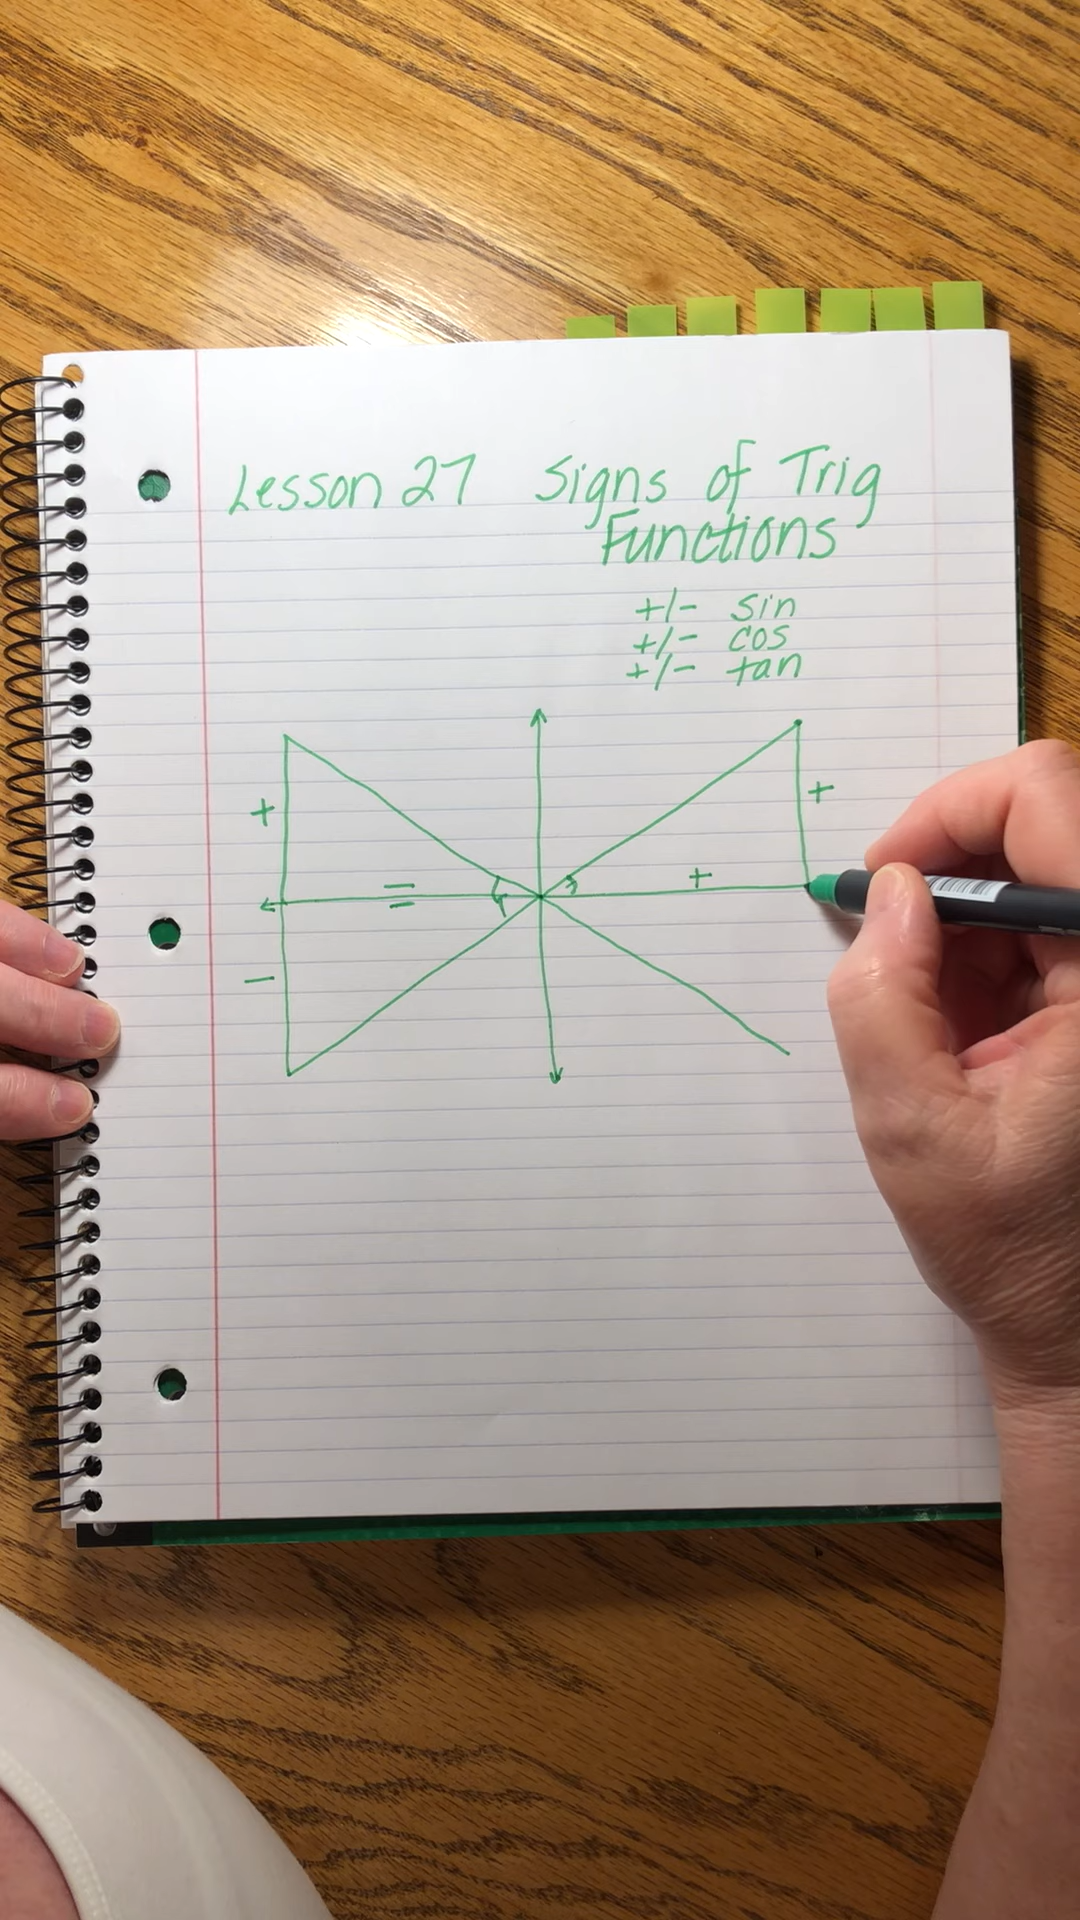 Lesson 27 Signs of Trig
Functions
+/- sin
+/- cos
+/- tan
+ +
= +
−